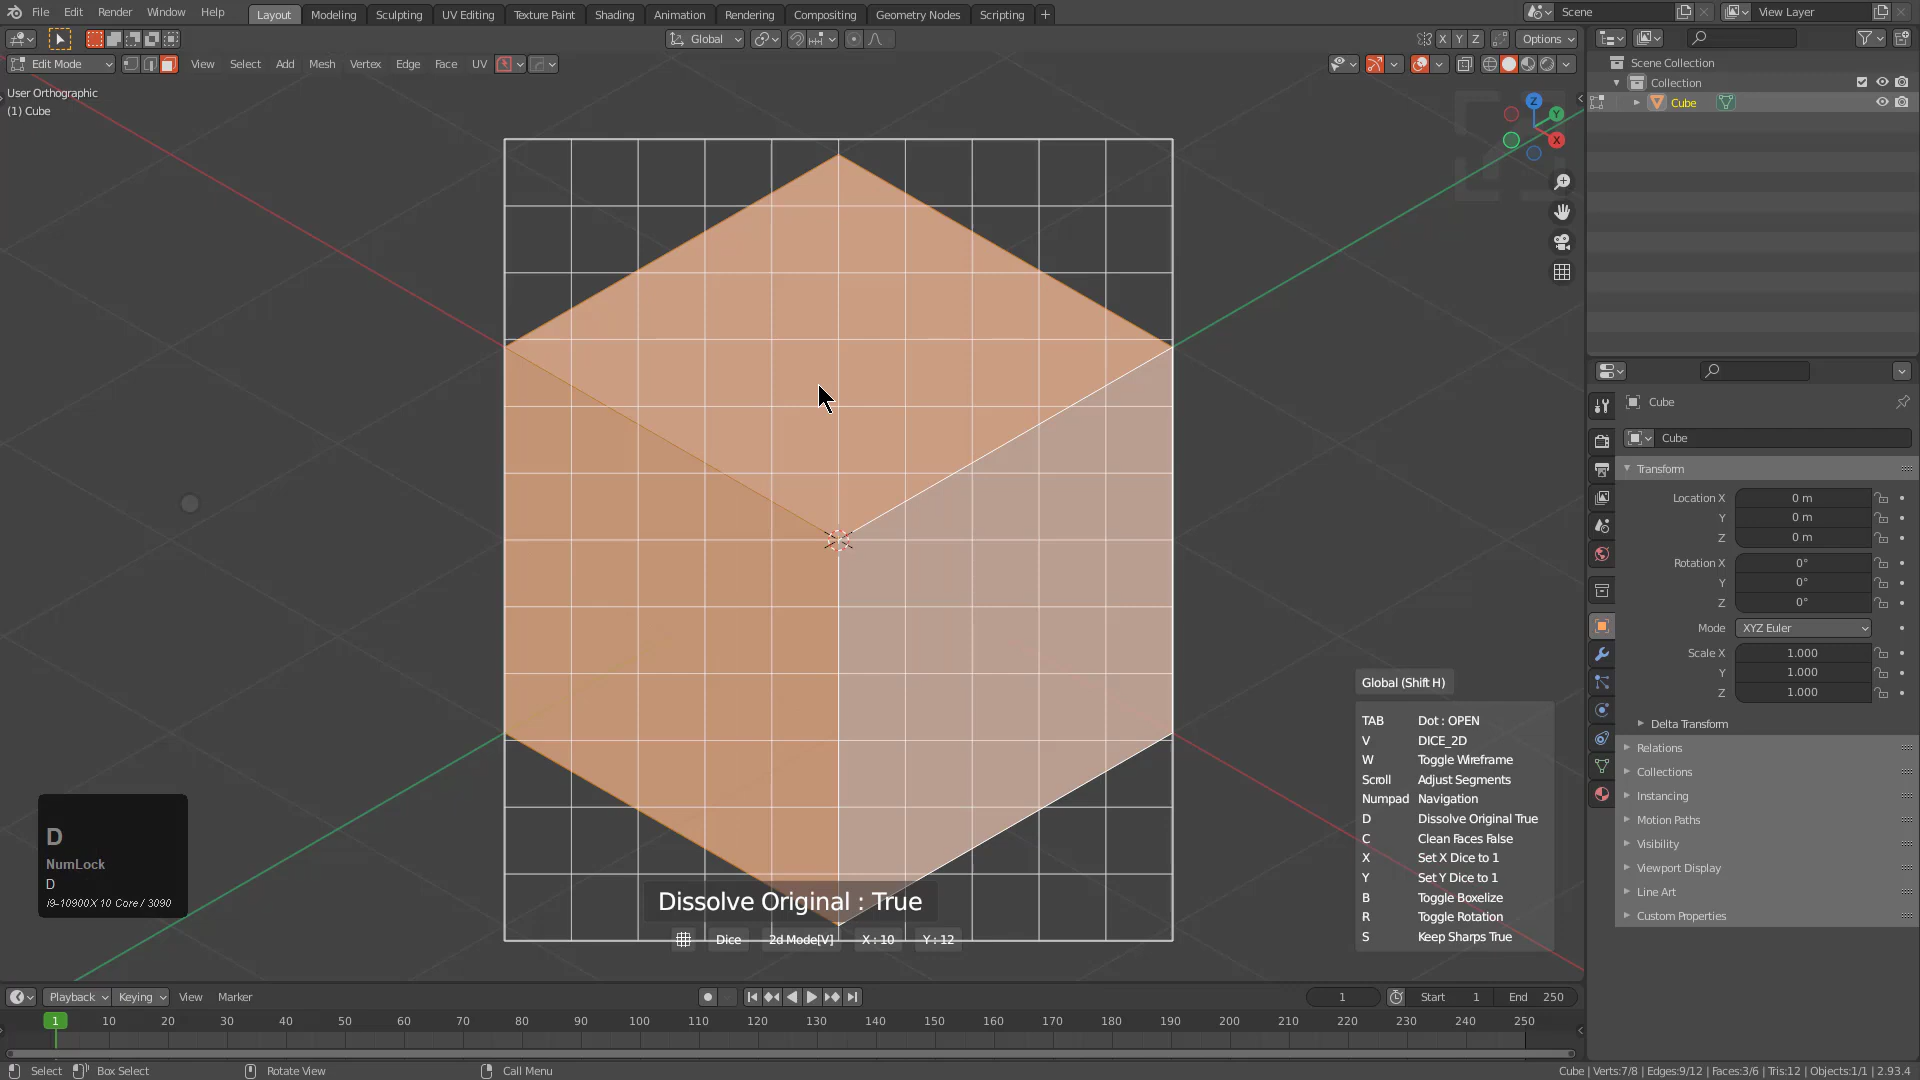 File Edit Render Window Help Layout Modeling Sculpting UV Editing Texture Paint Shading Animation Rendering Compositing Geometry Nodes Scripting + Scene View Layer
Global X Y Z Options
Edit Mode View Select Add Mesh Vertex Edge Face UV
User Orthographic
(1) Cube
Z
Y
X
Scene Collection
Collection
Cube
Cube
Cube
Transform
Location X 0 m
Y 0 m
Z 0 m
Rotation X 0°
Y 0°
Z 0°
Mode XYZ Euler
Scale X 1.000
Y 1.000
Z 1.000
Delta Transform
Relations
Collections
Instancing
Motion Paths
Visibility
Viewport Display
Line Art
Custom Properties
Global (Shift H)
TAB Dot : OPEN
V DICE_2D
W Toggle Wireframe
Scroll Adjust Segments
Numpad Navigation
D Dissolve Original True
C Clean Faces False
X Set X Dice to 1
Y Set Y Dice to 1
B Toggle Boxelize
R Toggle Rotation
S Keep Sharps True
D
NumLock
D
i9-10900X 10 Core / 3090
Dissolve Original : True
Dice 2d Mode[V] X : 10 Y : 12
Playback Keying View Marker 1 Start 1 End 250
1 10 20 30 40 50 60 70 80 90 100 110 120 130 140 150 160 170 180 190 200 210 220 230 240 250
Select Box Select Rotate View Call Menu Cube | Verts:7/8 | Edges:9/12 | Faces:3/6 | Tris:12 | Objects:1/1 | 2.93.4